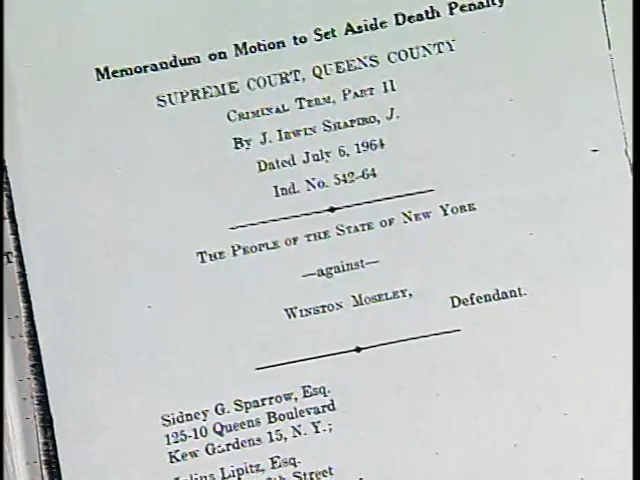 Memorandum on Motion to Set Aside Death Penalty
SUPREME COURT, QUEENS COUNTY
CRIMINAL TERM, PART II
BY J. IRWIN SHAPIRO, J.
Dated July 6, 1964
Ind. No. 542-64
THE PEOPLE OF THE STATE OF NEW YORK
—against—
WINSTON MOSELEY,
Defendant.
Sidney G. Sparrow, Esq.
125-10 Queens Boulevard
Kew Gardens 15, N. Y.;
Julius Lipitz, Esq.
Street